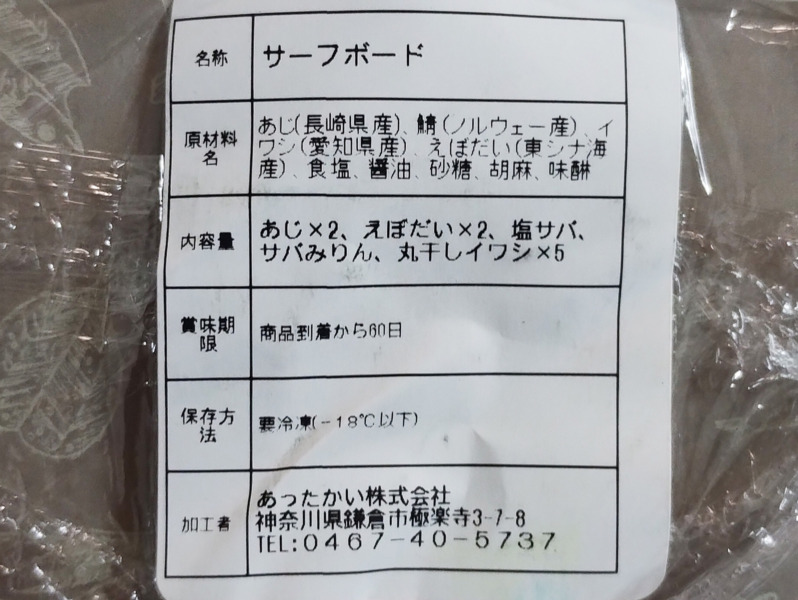 名称
サーフボード
原材料
名
あじ(長崎県産)、鯖(ノルウェー産)、イ
ワシ(愛知県産)、えぼだい(東シナ海
産)、食塩、醤油、砂糖、胡麻、味醂
内容量
あじ×2、えぼだい×2、塩サバ、
サバみりん、丸干しイワシ×5
賞味期
限
商品到着から60日
保存方
法
要冷凍(-18℃以下)
加工者
あったかい株式会社
神奈川県鎌倉市極楽寺3-7-8
TEL:0467-40-5737